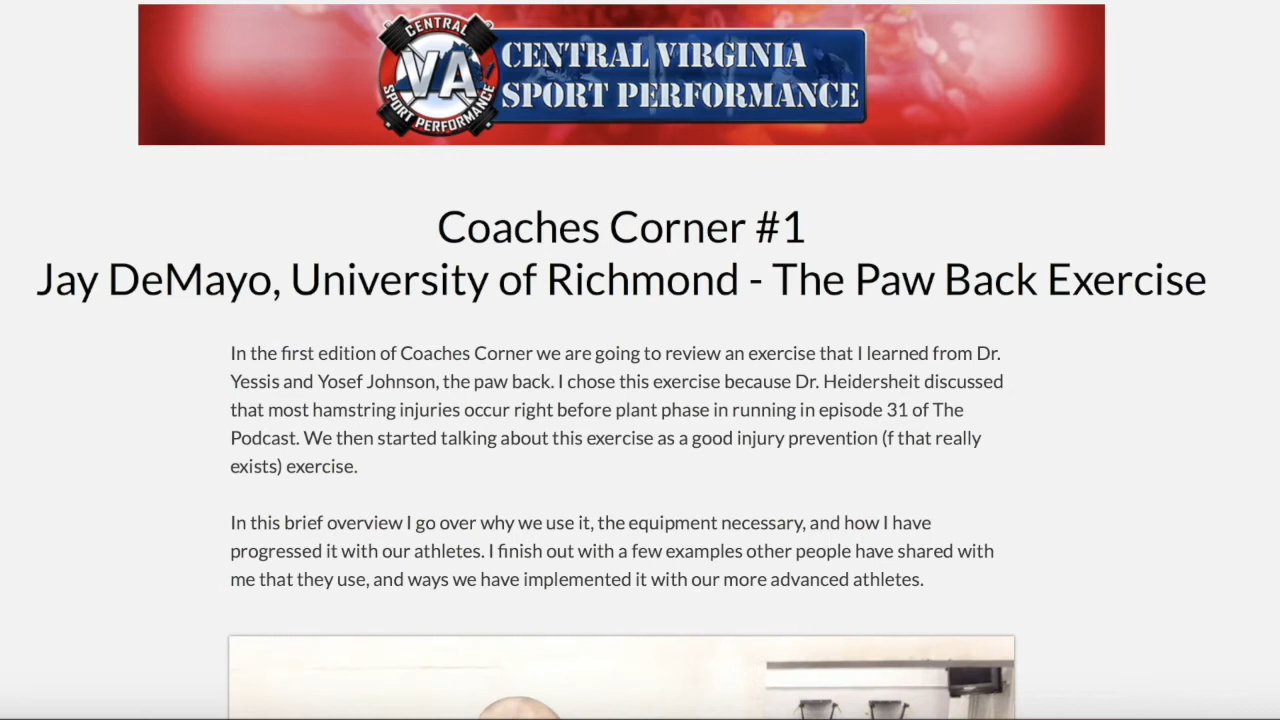 CENTRAL
VA
SPORT PERFORMANCE
CENTRAL VIRGINIA
SPORT PERFORMANCE
Coaches Corner #1
Jay DeMayo, University of Richmond - The Paw Back Exercise
In the first edition of Coaches Corner we are going to review an exercise that I learned from Dr.
Yessis and Yosef Johnson, the paw back. I chose this exercise because Dr. Heidersheit discussed
that most hamstring injuries occur right before plant phase in running in episode 31 of The
Podcast. We then started talking about this exercise as a good injury prevention (f that really
exists) exercise.
In this brief overview I go over why we use it, the equipment necessary, and how I have
progressed it with our athletes. I finish out with a few examples other people have shared with
me that they use, and ways we have implemented it with our more advanced athletes.